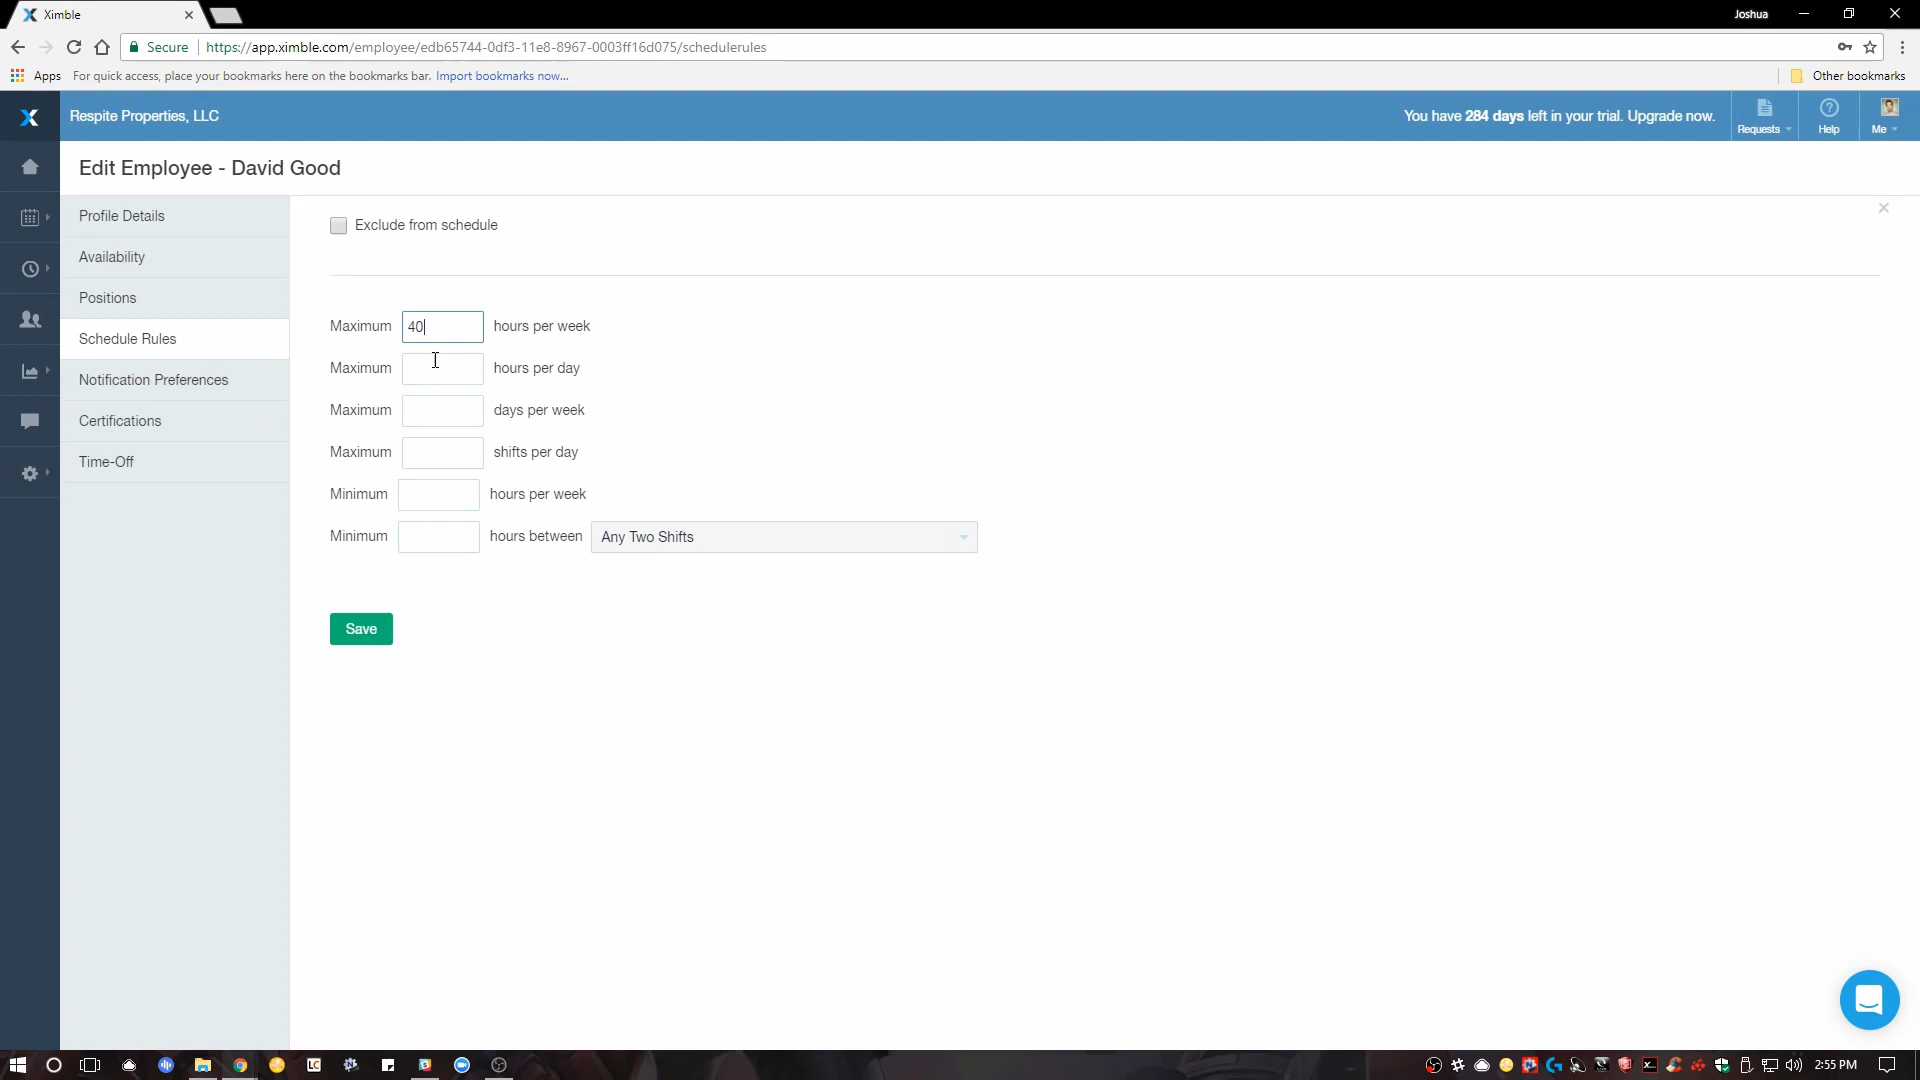 Ximble
Joshua
Secure
https://app.ximble.com/employee/edb65744-0df3-11e8-8967-0003ff16d075/schedulerules
Apps For quick access, place your bookmarks here on the bookmarks bar. Import bookmarks now...
Other bookmarks
Respite Properties, LLC
You have 284 days left in your trial. Upgrade now.
Requests
Help
Me
Edit Employee - David Good
Profile Details
Availability
Positions
Schedule Rules
Notification Preferences
Certifications
Time-Off
Exclude from schedule
Maximum 40 hours per week
Maximum hours per day
Maximum days per week
Maximum shifts per day
Minimum hours per week
Minimum hours between Any Two Shifts
Save
LC
2:55 PM